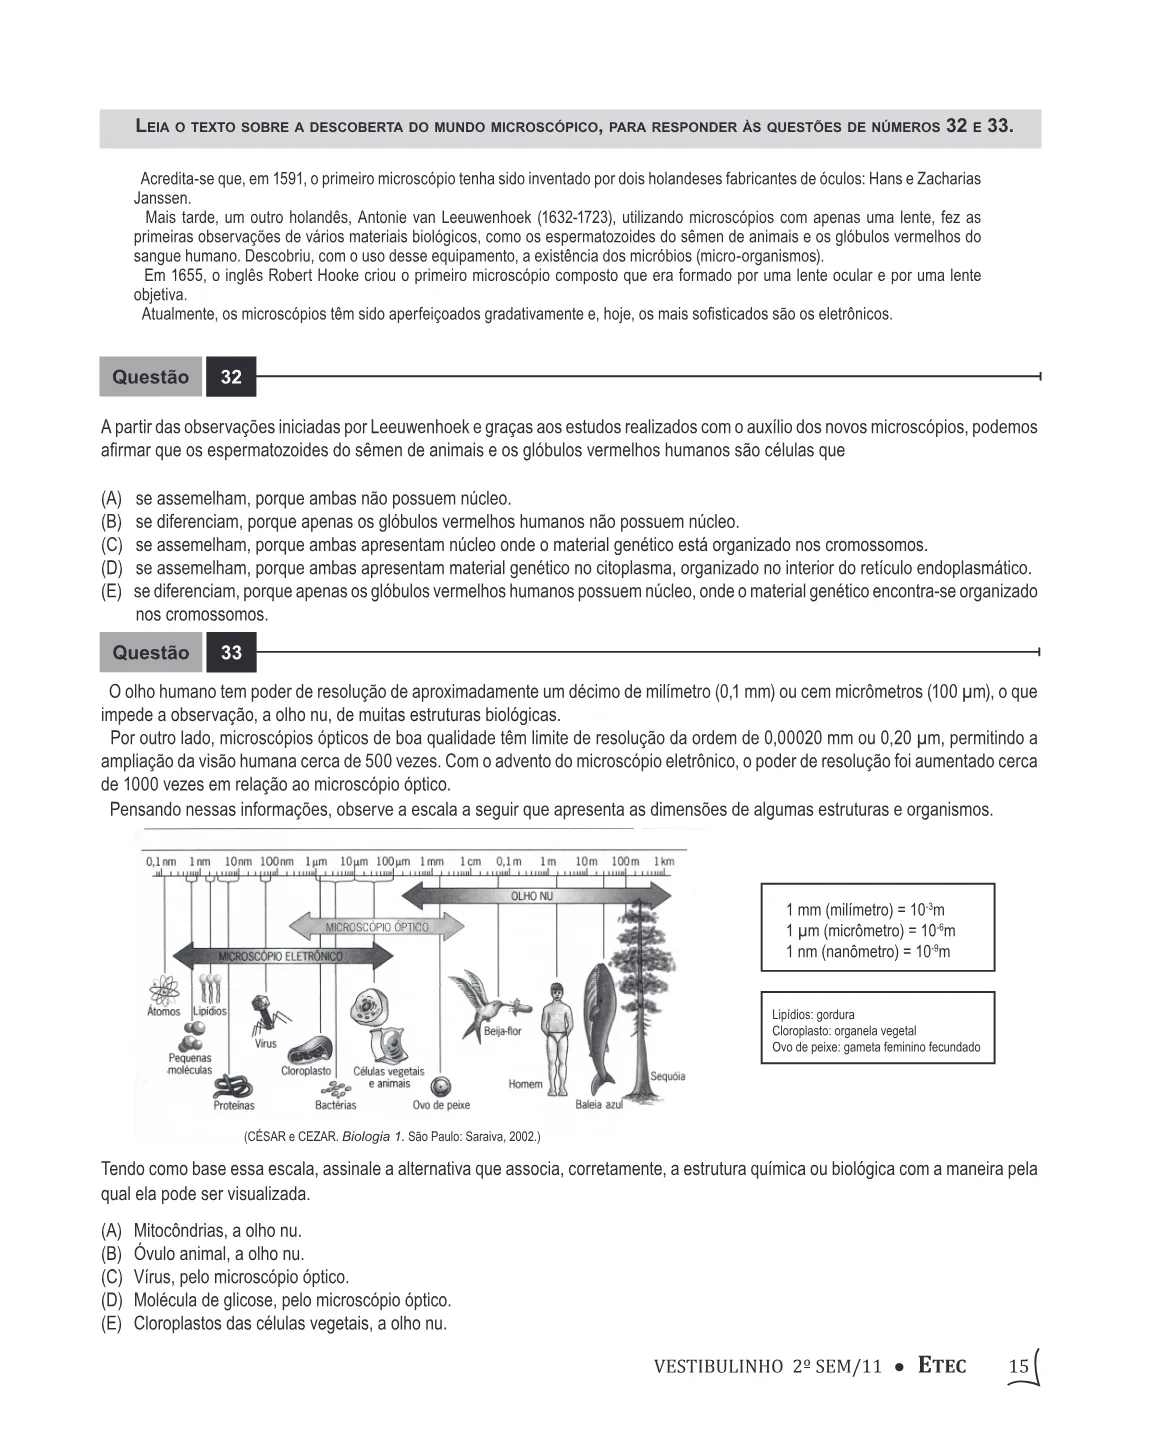 LEIA O TEXTO SOBRE A DESCOBERTA DO MUNDO MICROSCÓPICO, PARA RESPONDER ÀS QUESTÕES DE NÚMEROS 32 E 33.
Acredita-se que, em 1591, o primeiro microscópio tenha sido inventado por dois holandeses fabricantes de óculos: Hans e Zacharias
Janssen.
Mais tarde, um outro holandês, Antonie van Leeuwenhoek (1632-1723), utilizando microscópios com apenas uma lente, fez as
primeiras observações de vários materiais biológicos, como os espermatozoides do sêmen de animais e os glóbulos vermelhos do
sangue humano. Descobriu, com o uso desse equipamento, a existência dos micróbios (micro-organismos).
Em 1655, o inglês Robert Hooke criou o primeiro microscópio composto que era formado por uma lente ocular e por uma lente
objetiva.
Atualmente, os microscópios têm sido aperfeiçoados gradativamente e, hoje, os mais sofisticados são os eletrônicos.
Questão 32
A partir das observações iniciadas por Leeuwenhoek e graças aos estudos realizados com o auxílio dos novos microscópios, podemos
afirmar que os espermatozoides do sêmen de animais e os glóbulos vermelhos humanos são células que
(A) se assemelham, porque ambas não possuem núcleo.
(B) se diferenciam, porque apenas os glóbulos vermelhos humanos não possuem núcleo.
(C) se assemelham, porque ambas apresentam núcleo onde o material genético está organizado nos cromossomos.
(D) se assemelham, porque ambas apresentam material genético no citoplasma, organizado no interior do retículo endoplasmático.
(E) se diferenciam, porque apenas os glóbulos vermelhos humanos possuem núcleo, onde o material genético encontra-se organizado
nos cromossomos.
Questão 33
O olho humano tem poder de resolução de aproximadamente um décimo de milímetro (0,1 mm) ou cem micrômetros (100 µm), o que
impede a observação, a olho nu, de muitas estruturas biológicas.
Por outro lado, microscópios ópticos de boa qualidade têm limite de resolução da ordem de 0,00020 mm ou 0,20 µm, permitindo a
ampliação da visão humana cerca de 500 vezes. Com o advento do microscópio eletrônico, o poder de resolução foi aumentado cerca
de 1000 vezes em relação ao microscópio óptico.
Pensando nessas informações, observe a escala a seguir que apresenta as dimensões de algumas estruturas e organismos.
0,1 nm 1 nm 10 nm 100 nm 1 µm 10 µm 100 µm 1 mm 1 cm 0,1 m 1 m 10 m 100 m 1 km
OLHO NU
MICROSCÓPIO ÓPTICO
MICROSCÓPIO ELETRÔNICO
Átomos Lipídios
Vírus
Beija-flor
Pequenas
moléculas
Cloroplasto
Células vegetais
e animais
Homem
Sequóia
Proteínas
Bactérias
Ovo de peixe
Baleia azul
1 mm (milímetro) = 10⁻³m
1 µm (micrômetro) = 10⁻⁶m
1 nm (nanômetro) = 10⁻⁹m
Lipídios: gordura
Cloroplasto: organela vegetal
Ovo de peixe: gameta feminino fecundado
(CÉSAR e CEZAR. Biologia 1. São Paulo: Saraiva, 2002.)
Tendo como base essa escala, assinale a alternativa que associa, corretamente, a estrutura química ou biológica com a maneira pela
qual ela pode ser visualizada.
(A) Mitocôndrias, a olho nu.
(B) Óvulo animal, a olho nu.
(C) Vírus, pelo microscópio óptico.
(D) Molécula de glicose, pelo microscópio óptico.
(E) Cloroplastos das células vegetais, a olho nu.
VESTIBULINHO 2º SEM/11 • ETEC 15